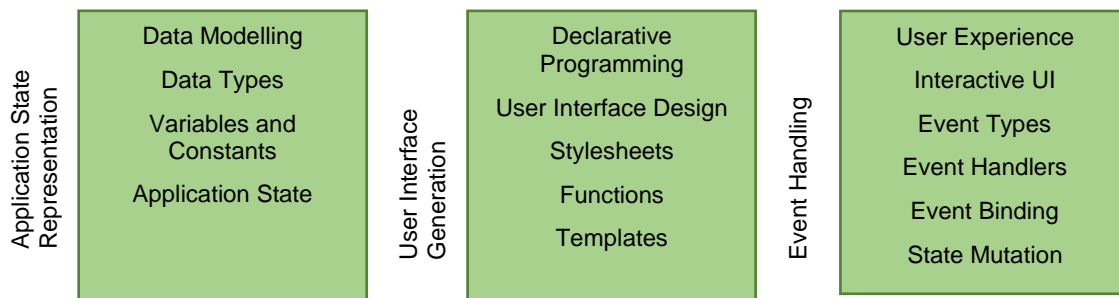 Application State
Representation
Data Modelling
Data Types
Variables and
Constants
Application State
User Interface
Generation
Declarative
Programming
User Interface Design
Stylesheets
Functions
Templates
Event Handling
User Experience
Interactive UI
Event Types
Event Handlers
Event Binding
State Mutation